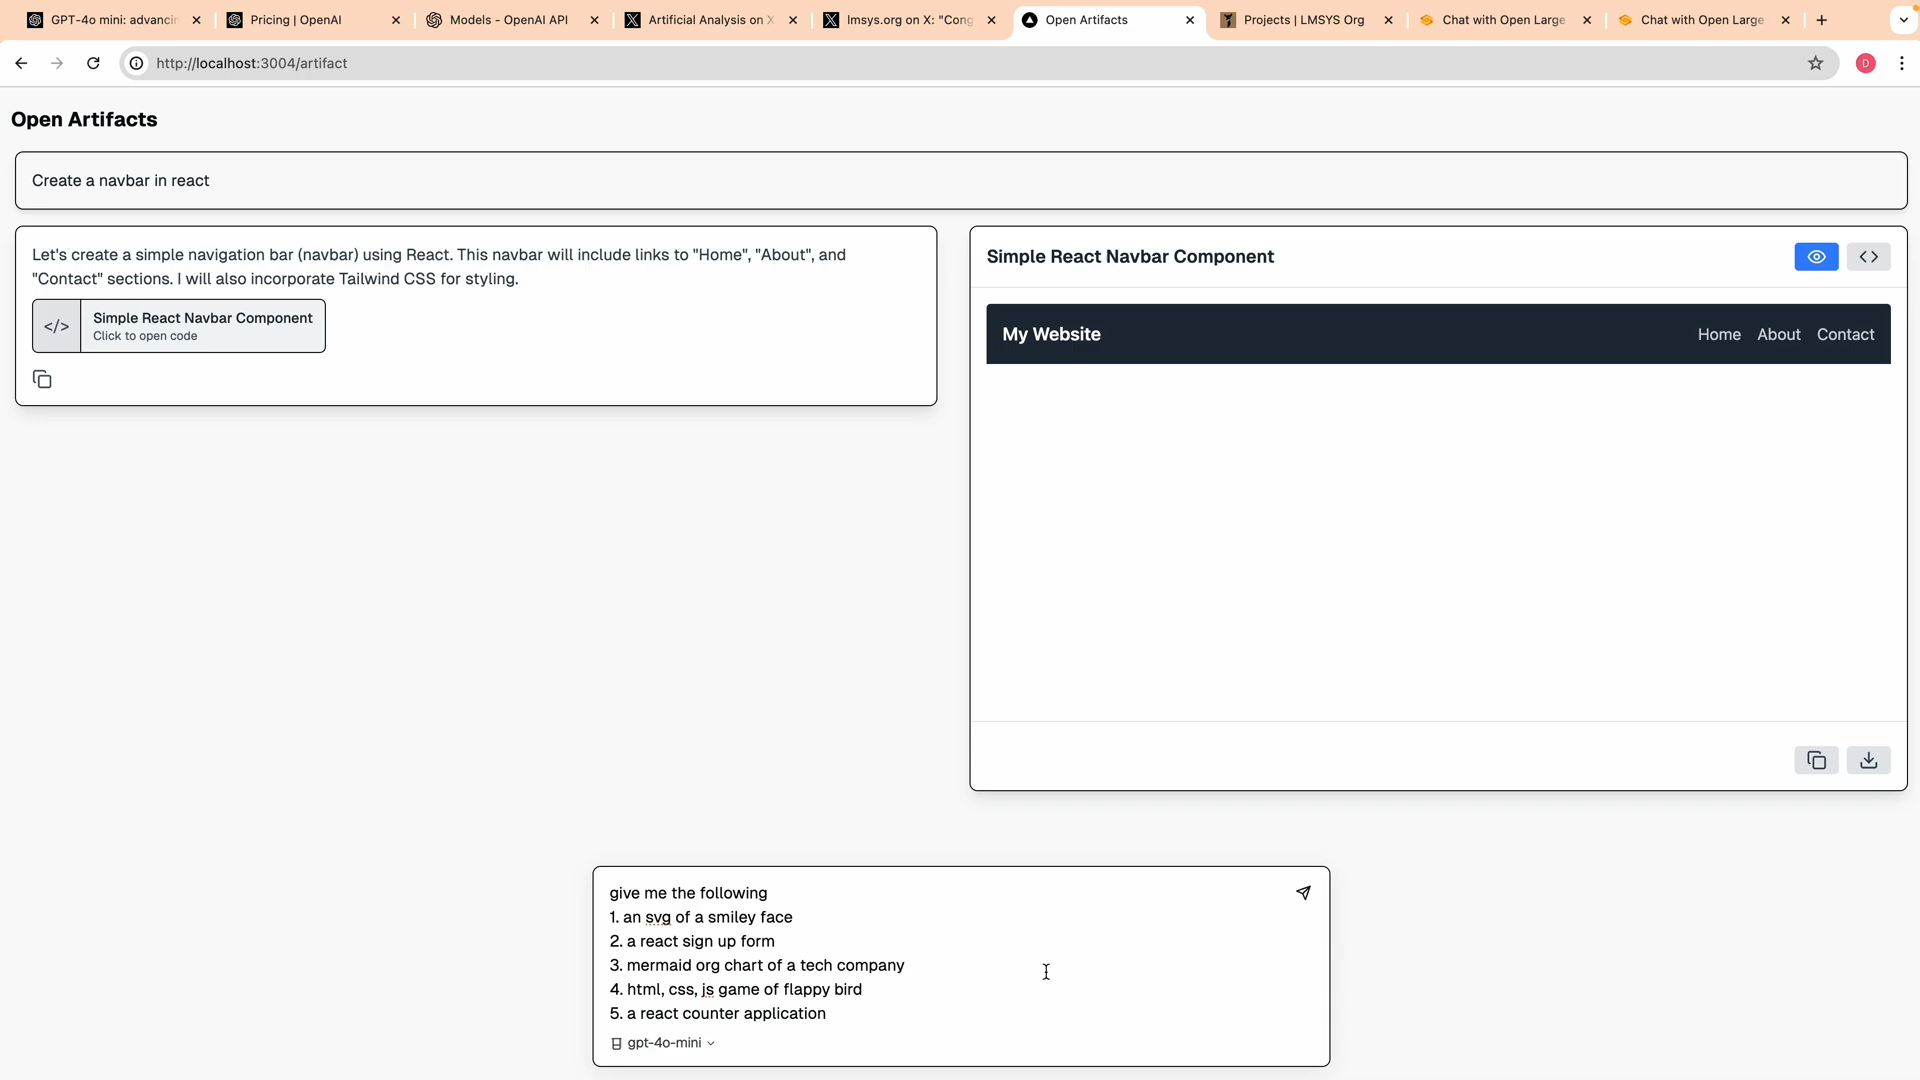 GPT-4o mini: advancin
Pricing | OpenAI
Models - OpenAI API
Artificial Analysis on X
lmsys.org on X: "Cong
Open Artifacts
Projects | LMSYS Org
Chat with Open Large
Chat with Open Large
http://localhost:3004/artifact
D
Open Artifacts
Create a navbar in react
Let's create a simple navigation bar (navbar) using React. This navbar will include links to "Home", "About", and
"Contact" sections. I will also incorporate Tailwind CSS for styling.
</>
Simple React Navbar Component
Click to open code
Simple React Navbar Component
My Website
Home
About
Contact
give me the following
1. an svg of a smiley face
2. a react sign up form
3. mermaid org chart of a tech company
4. html, css, js game of flappy bird
5. a react counter application
gpt-4o-mini